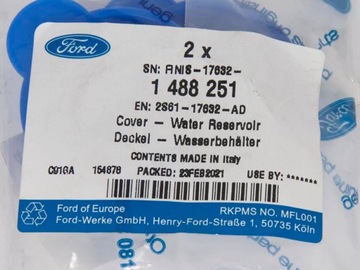 Ford
2 x
SN: FINIS-17632-
1 488 251
EN: 2S61-17632-AD
Cover - Water Reservoir
Deckel - Wasserbehälter
CONTENTS MADE IN Italy
C01GA 154676 PACKED: 23FEB2021 USE BY: *******
Ford of Europe RKPMS NO. MFL001
Ford-Werke GmbH, Henry-Ford-Straße 1, 50735 Köln